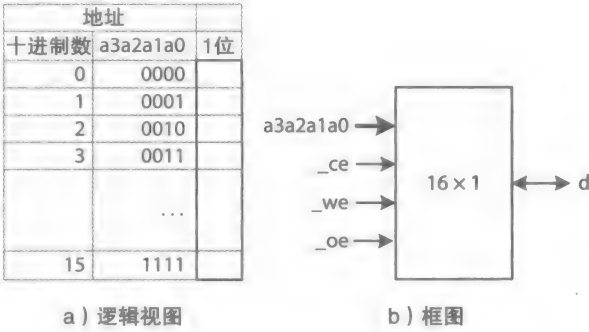 地址
十进制数 a3a2a1a0 1位
0 0000
1 0001
2 0010
3 0011
...
15 1111
a3a2a1a0
_ce
_we
_oe
16 × 1
d
a）逻辑视图
b）框图